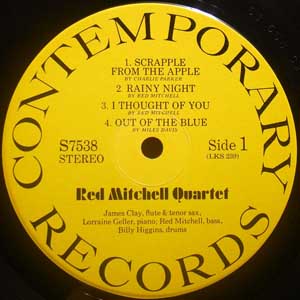 CONTEMPORARY
1. SCRAPPLE
FROM THE APPLE
BY CHARLIE PARKER
2. RAINY NIGHT
BY RED MITCHELL
3. I THOUGHT OF YOU
BY RED MITCHELL
4. OUT OF THE BLUE
BY MILES DAVIS
S7538
STEREO
Side 1
(LKS 239)
Red Mitchell Quartet
James Clay, flute & tenor sax,
Lorraine Geller, piano; Red Mitchell, bass,
Billy Higgins, drums
RECORDS